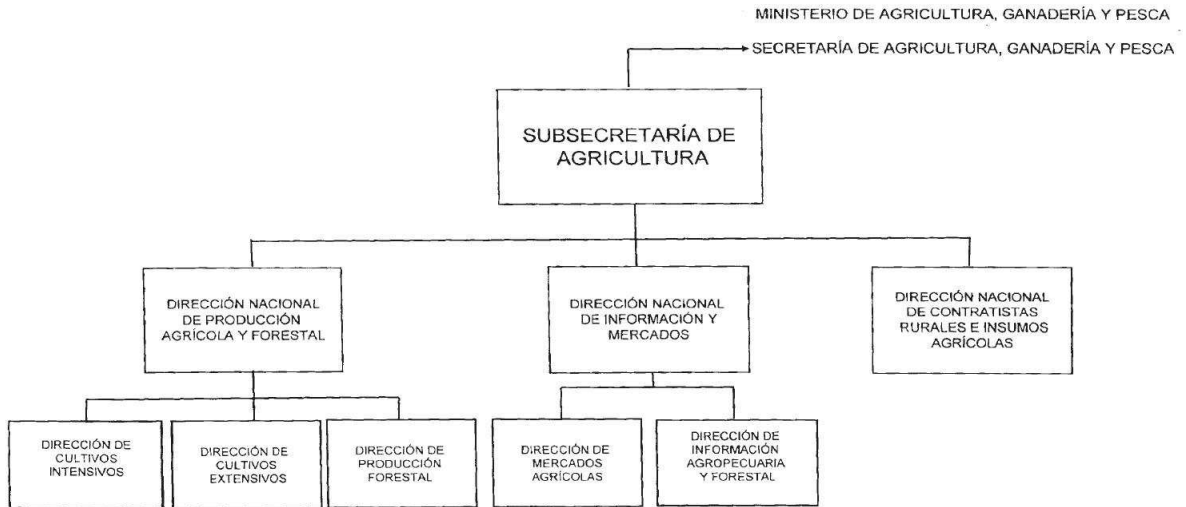 MINISTERIO DE AGRICULTURA, GANADERÍA Y PESCA
SECRETARÍA DE AGRICULTURA, GANADERÍA Y PESCA
SUBSECRETARÍA DE
AGRICULTURA
DIRECCIÓN NACIONAL
DE PRODUCCIÓN
AGRÍCOLA Y FORESTAL
DIRECCIÓN NACIONAL
DE INFORMACIÓN Y
MERCADOS
DIRECCIÓN NACIONAL
DE CONTRATISTAS
RURALES E INSUMOS
AGRÍCOLAS
DIRECCIÓN DE
CULTIVOS
INTENSIVOS
DIRECCIÓN DE
CULTIVOS
EXTENSIVOS
DIRECCIÓN DE
PRODUCCIÓN
FORESTAL
DIRECCIÓN DE
MERCADOS
AGRÍCOLAS
DIRECCIÓN DE
INFORMACIÓN
AGROPECUARIA
Y FORESTAL